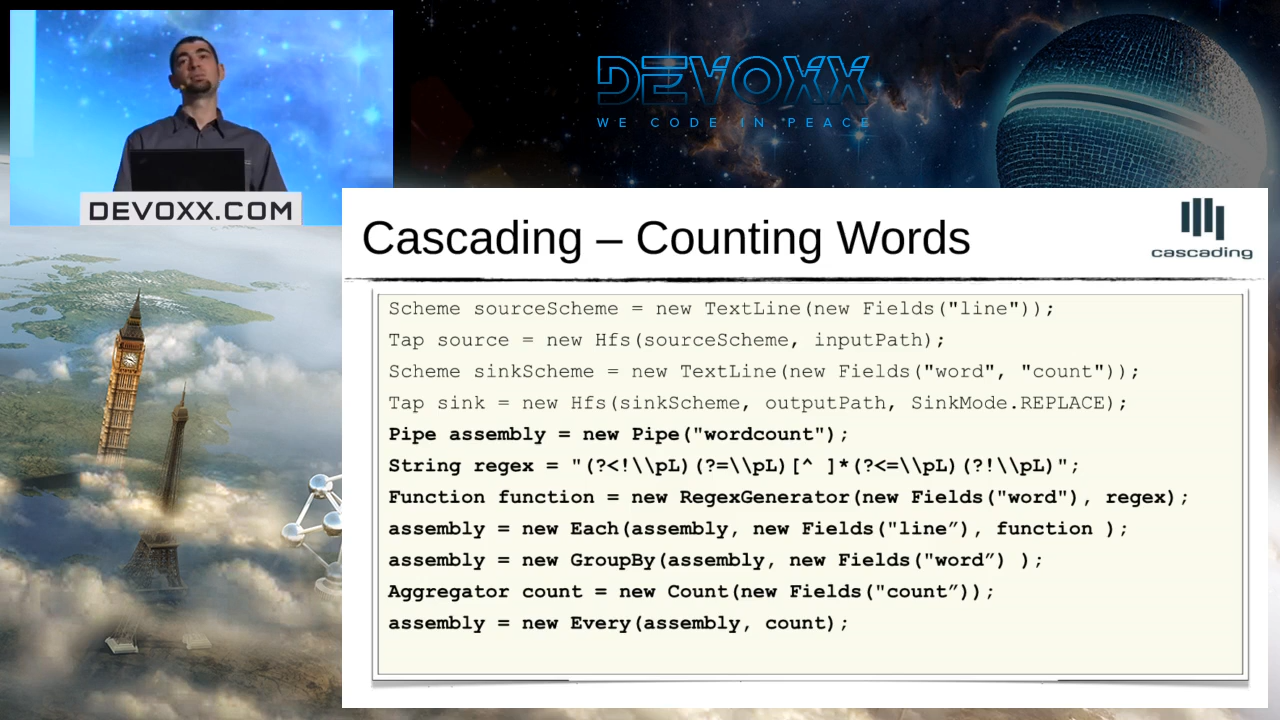 DEVOXX
WE CODE IN PEACE
DEVOXX.COM
Cascading – Counting Words
cascading
Scheme sourceScheme = new TextLine(new Fields("line"));
Tap source = new Hfs(sourceScheme, inputPath);
Scheme sinkScheme = new TextLine(new Fields("word", "count"));
Tap sink = new Hfs(sinkScheme, outputPath, SinkMode.REPLACE);
Pipe assembly = new Pipe("wordcount");
String regex = "(?<!\\pL)(?=\\pL)[^ ]*(?<=\\pL)(?!\\pL)";
Function function = new RegexGenerator(new Fields("word"), regex);
assembly = new Each(assembly, new Fields("line”), function );
assembly = new GroupBy(assembly, new Fields("word”) );
Aggregator count = new Count(new Fields("count”));
assembly = new Every(assembly, count);